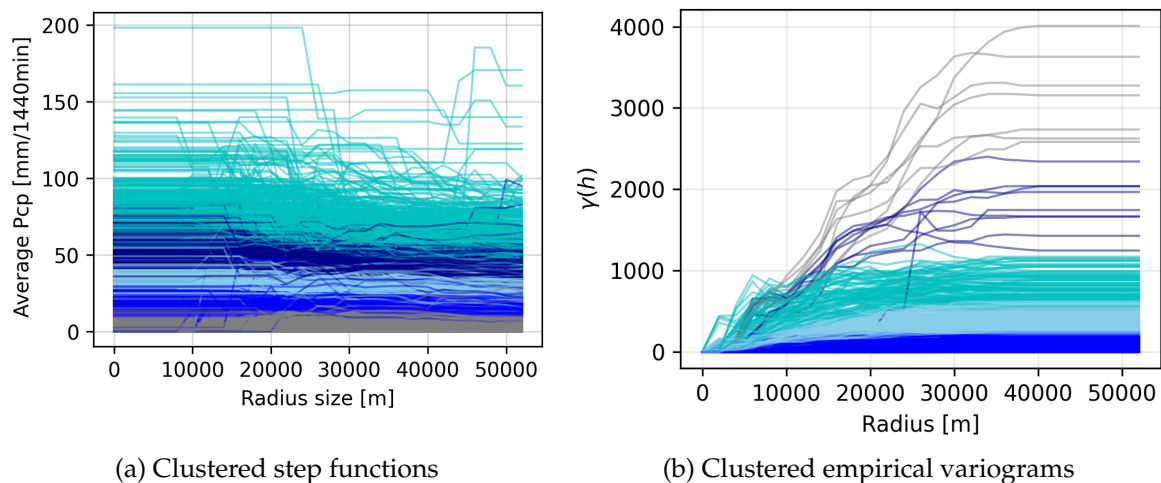 200
150
100
50
0
Average Pcp [mm/1440min]
0 10000 20000 30000 40000 50000
Radius size [m]
(a) Clustered step functions
4000
3000
2000
1000
0
γ(h)
0 10000 20000 30000 40000 50000
Radius [m]
(b) Clustered empirical variograms